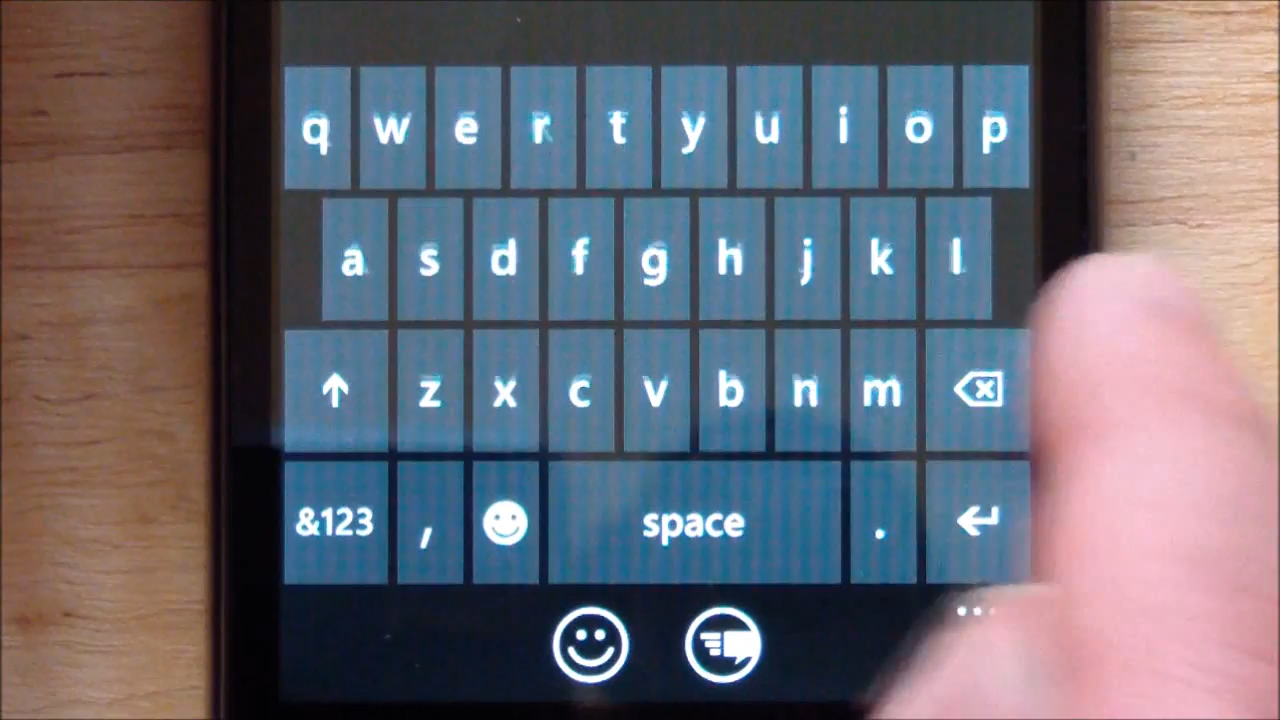 q w e r t y u i o p
a s d f g h j k l
z x c v b n m
&123 , space .
...